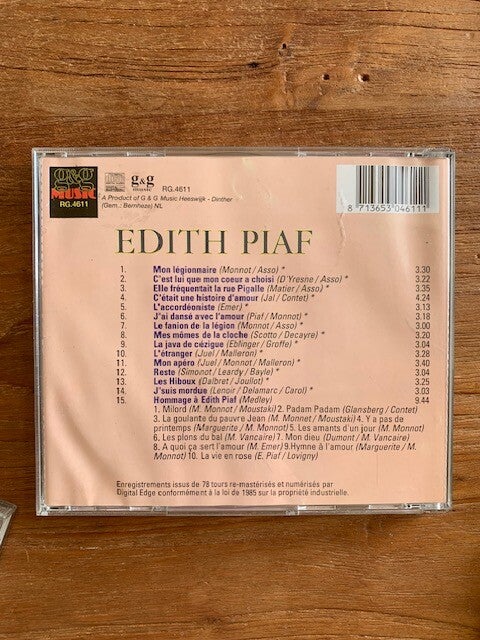 G&G
MUSIC
RG.4611
g&g
music
RG.4611
A Product of G & G Music Heeswijk - Dinther
(Gem.: Bernheze) NL
8 713653 046111
EDITH PIAF
1. Mon légionnaire (Monnot / Asso) * 3.30
2. C'est lui que mon coeur a choisi (D'Yresne / Asso) * 3.22
3. Elle fréquentait la rue Pigalle (Matier / Asso) * 3.35
4. C'était une histoire d'amour (Jal / Contet) * 4.24
5. L'accordéoniste (Emer) * 3.13
6. J'ai dansé avec l'amour (Piaf / Monnot) * 3.18
7. Le fanion de la légion (Monnot / Asso) * 3.00
8. Mes mômes de la cloche (Scotto / Decayre) * 3.20
9. La java de cézigue (Eblinger / Groffe) * 3.04
10. L'étranger (Juel / Malleron) * 3.28
11. Mon apéro (Juel / Monnot / Malleron) * 3.20
12. Reste (Simonot / Leardy / Bayle) * 3.04
13. Les Hiboux (Dalbret / Joullot) * 3.25
14. J'suis mordue (Lenoir / Delamarc / Carol) * 3.03
15. Hommage à Edith Piaf (Medley) 9.44
1. Milord (M. Monnot / Moustaki) 2. Padam Padam (Glansberg / Contet)
3. La goulante du pauvre Jean (M. Monnot / Moustaki) 4. Y a pas de
printemps (Marguerite / M. Monnot) 5. Les amants d'un jour (M. Monnot)
6. Les plons du bal (M. Vancaire) 7. Mon dieu (Dumont / M. Vancaire)
8. A quoi ça sert l'amour (M. Emer) 9.Hymne à l'amour (Marguerite / M.
Monnot) 10. La vie en rose (E. Piaf / Lovigny)
Enregistrements issus de 78 tours re-mastérisés et numérisés par
Digital Edge conformément à la loi de 1985 sur la propriété industrielle.